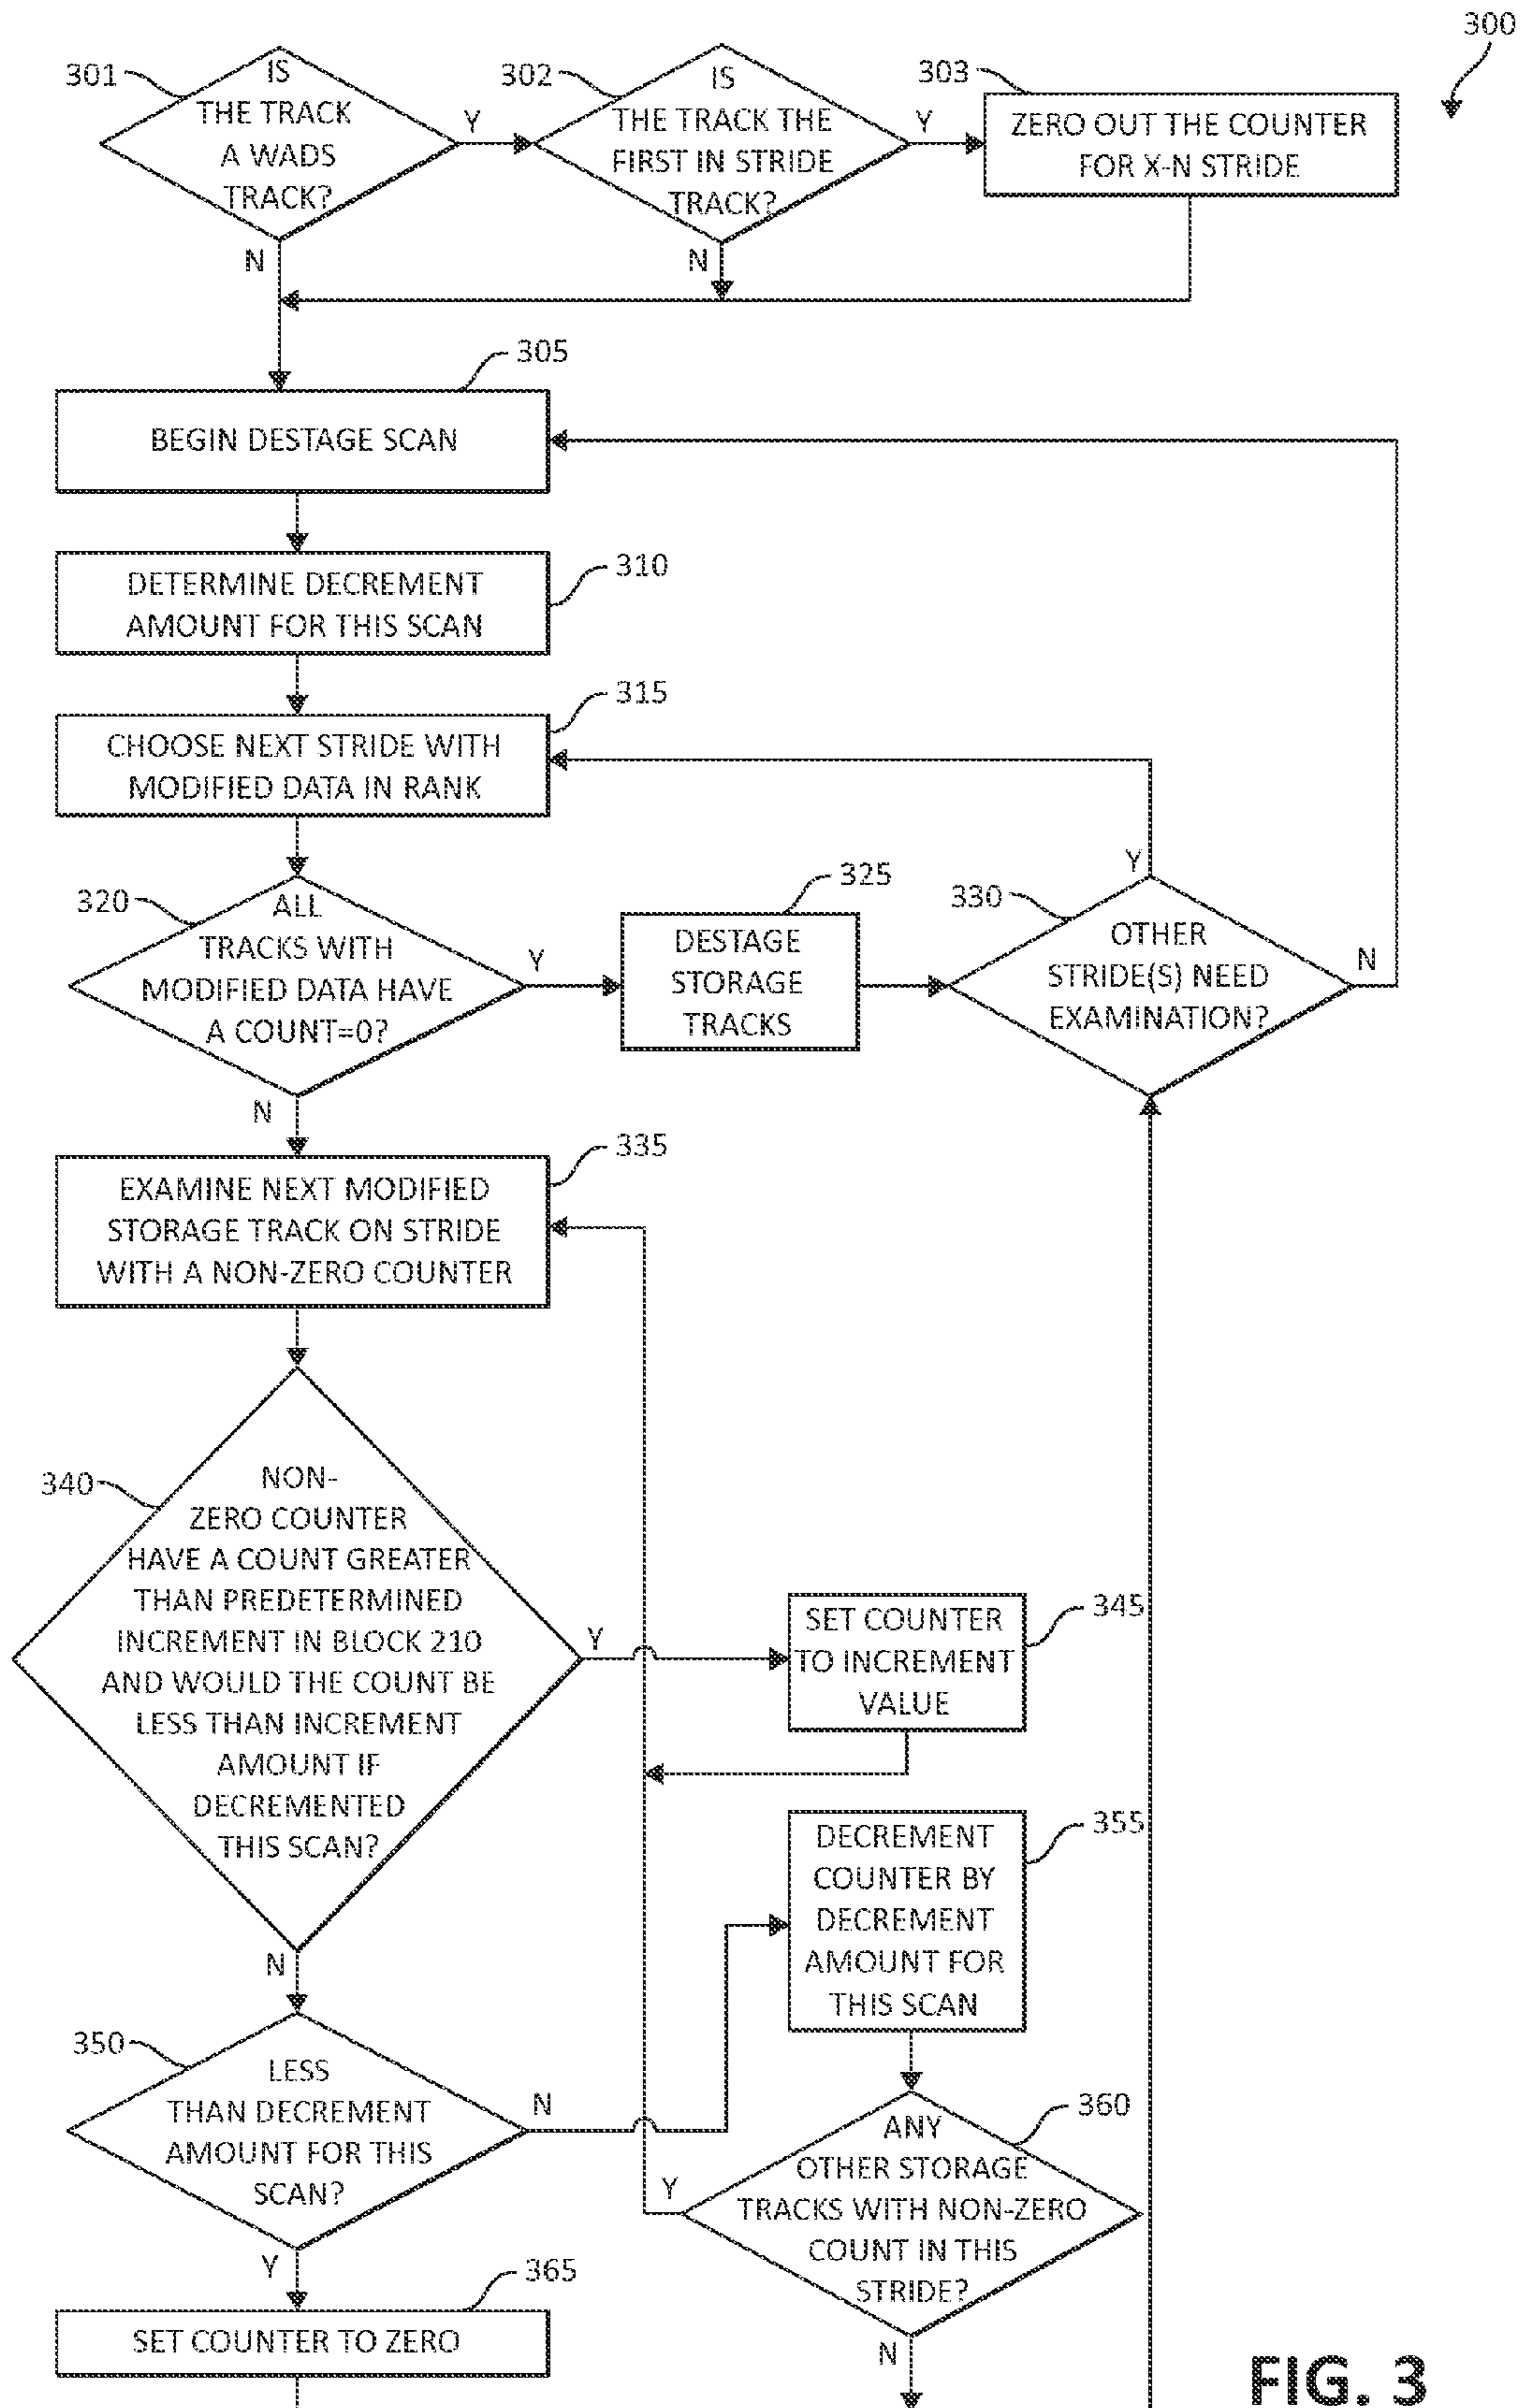 300
301
IS
THE TRACK
A WADS
TRACK?
Y
N
302
IS
THE TRACK THE
FIRST IN STRIDE
TRACK?
Y
N
303
ZERO OUT THE COUNTER
FOR X-N STRIDE
305
BEGIN DESTAGE SCAN
310
DETERMINE DECREMENT
AMOUNT FOR THIS SCAN
315
CHOOSE NEXT STRIDE WITH
MODIFIED DATA IN RANK
320
ALL
TRACKS WITH
MODIFIED DATA HAVE
A COUNT=0?
Y
N
325
DESTAGE
STORAGE
TRACKS
330
Y
OTHER
STRIDE(S) NEED
EXAMINATION?
N
335
EXAMINE NEXT MODIFIED
STORAGE TRACK ON STRIDE
WITH A NON-ZERO COUNTER
340
NON-
ZERO COUNTER
HAVE A COUNT GREATER
THAN PREDETERMINED
INCREMENT IN BLOCK 210
AND WOULD THE COUNT BE
LESS THAN INCREMENT
AMOUNT IF
DECREMENTED
THIS SCAN?
Y
N
345
SET COUNTER
TO INCREMENT
VALUE
350
LESS
THAN DECREMENT
AMOUNT FOR THIS
SCAN?
N
Y
355
DECREMENT
COUNTER BY
DECREMENT
AMOUNT FOR
THIS SCAN
360
ANY
OTHER STORAGE
TRACKS WITH NON-ZERO
COUNT IN THIS
STRIDE?
Y
N
365
SET COUNTER TO ZERO
FIG. 3